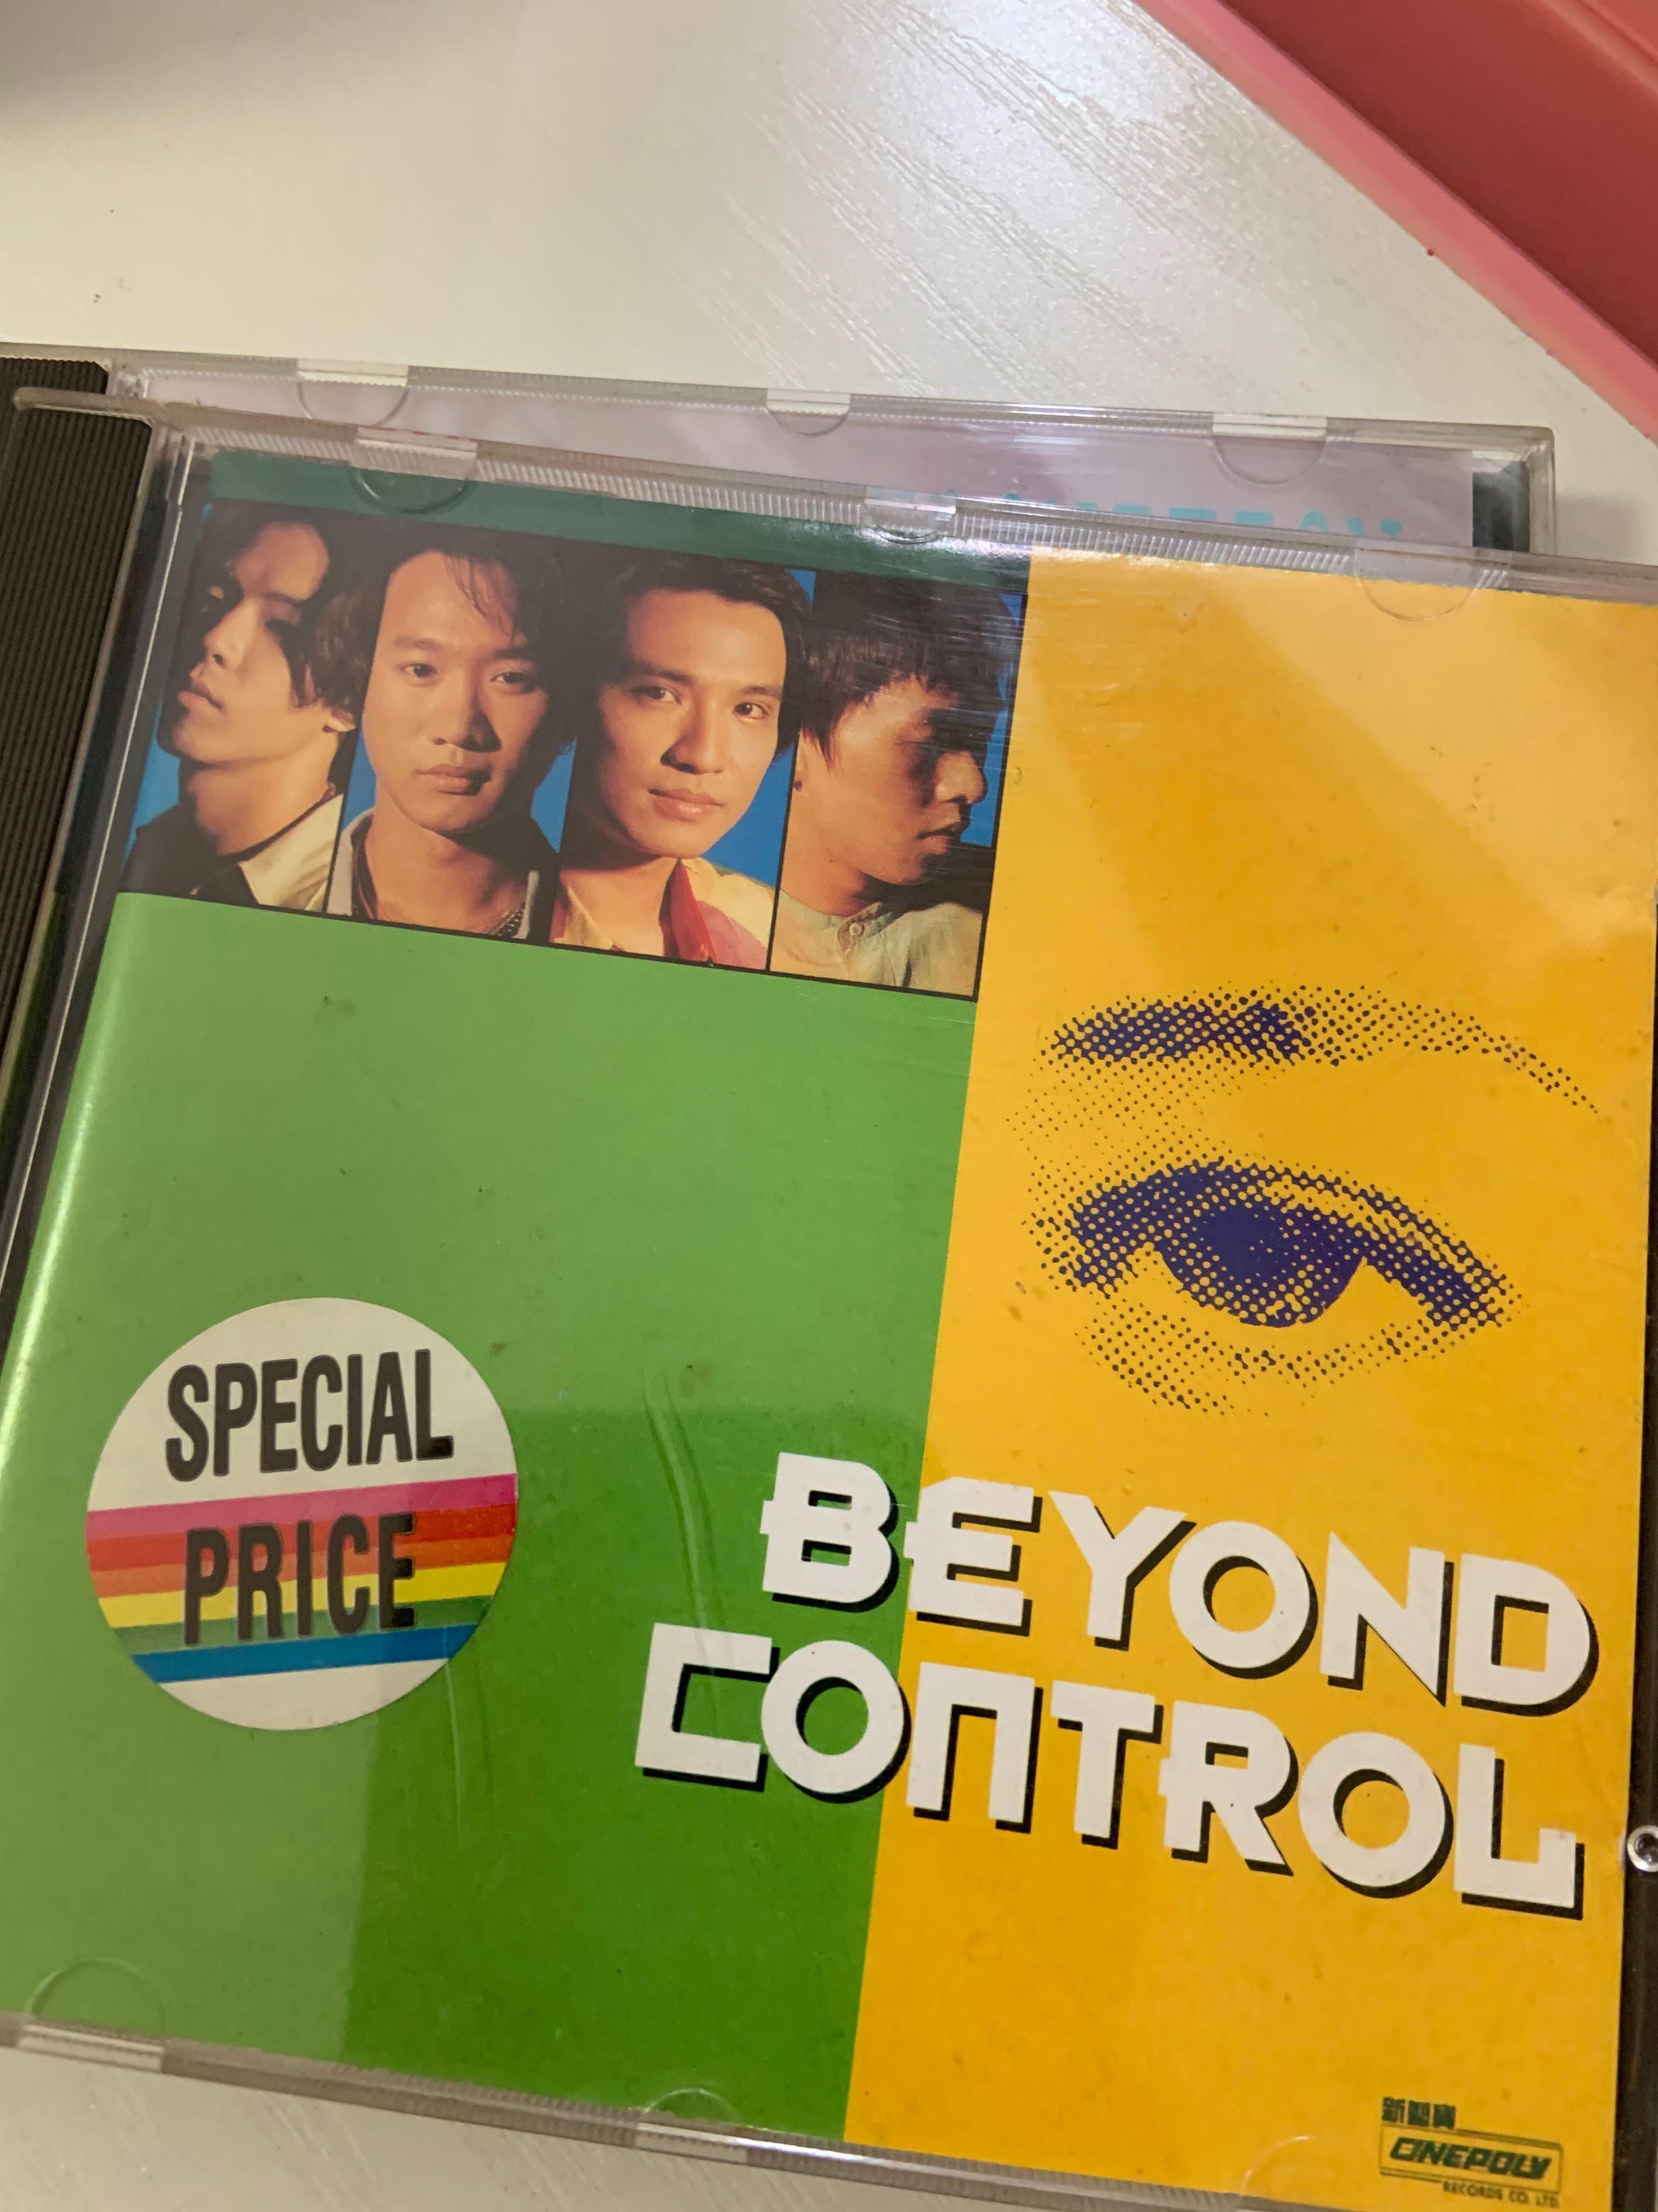 SPECIAL
PRICE
BEYOND
CONTROL
新藝寶
CINEPOLY
RECORDS CO. LTD.